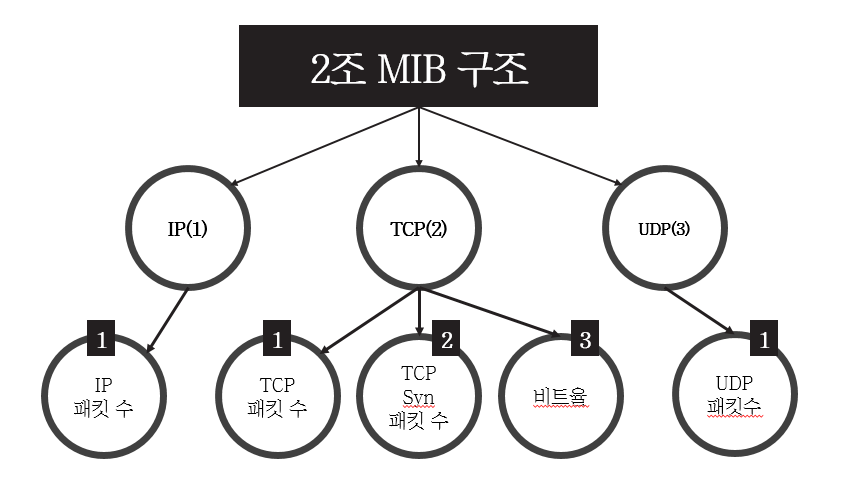 2조 MIB 구조
IP(1)
TCP(2)
UDP(3)
1
IP
패킷 수
1
TCP
패킷 수
2
TCP
Syn
패킷 수
3
비트율
1
UDP
패킷수